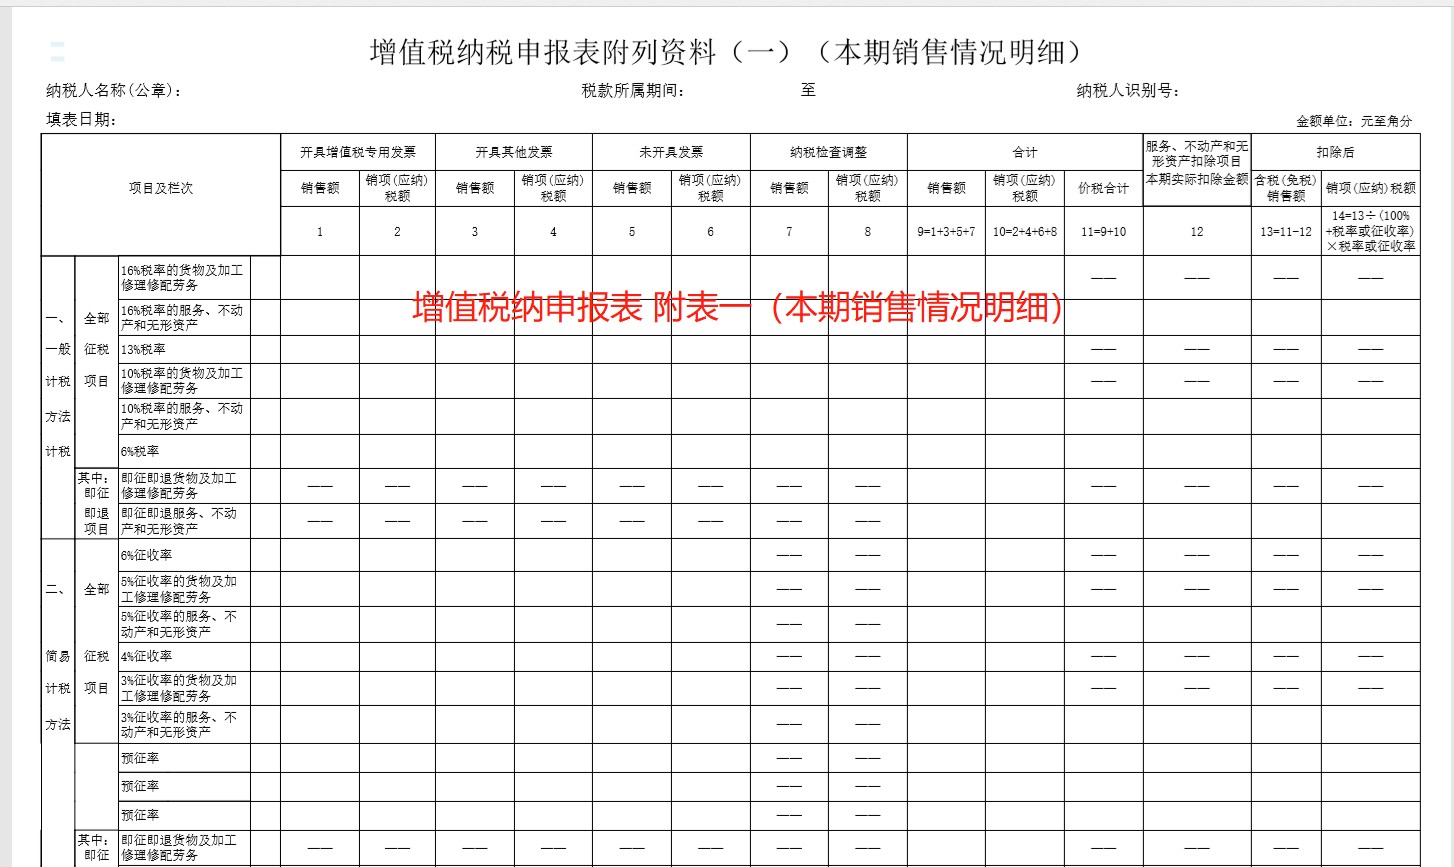 增值税纳税申报表附列资料（一）（本期销售情况明细）
纳税人名称(公章): 税款所属期间: 至 纳税人识别号:
填表日期: 金额单位: 元至角分
项目及栏次 开具增值税专用发票 开具其他发票 未开具发票 纳税检查调整 合计 服务、不动产和无形资产扣除项目本期实际扣除金额 扣除后
销售额 销项(应纳)税额 销售额 销项(应纳)税额 销售额 销项(应纳)税额 销售额 销项(应纳)税额 销售额 销项(应纳)税额 价税合计 含税(免税)销售额 销项(应纳)税额
1 2 3 4 5 6 7 8 9=1+3+5+7 10=2+4+6+8 11=9+10 12 13=11-12 14=13÷(100%+税率或征收率)×税率或征收率
一、一般计税方法计税 全部征税项目 16%税率的货物及加工修理修配劳务 —— —— —— ——
增值税纳申报表 附表一（本期销售情况明细）
16%税率的服务、不动产和无形资产
13%税率 —— —— —— ——
10%税率的货物及加工修理修配劳务 —— —— —— ——
10%税率的服务、不动产和无形资产
6%税率
其中：即征即退项目 即征即退货物及加工修理修配劳务 —— —— —— —— —— —— —— —— —— —— —— ——
即征即退服务、不动产和无形资产 —— —— —— —— —— —— —— ——
二、简易计税方法 全部征税项目 6%征收率 —— —— —— —— —— ——
5%征收率的货物及加工修理修配劳务 —— —— —— —— —— ——
5%征收率的服务、不动产和无形资产 —— ——
4%征收率 —— —— —— —— —— ——
3%征收率的货物及加工修理修配劳务 —— —— —— —— —— ——
3%征收率的服务、不动产和无形资产 —— ——
预征率 —— ——
预征率 —— ——
预征率 —— ——
其中：即征 即征即退货物及加工修理修配劳务 —— —— —— —— —— —— —— —— —— —— —— ——